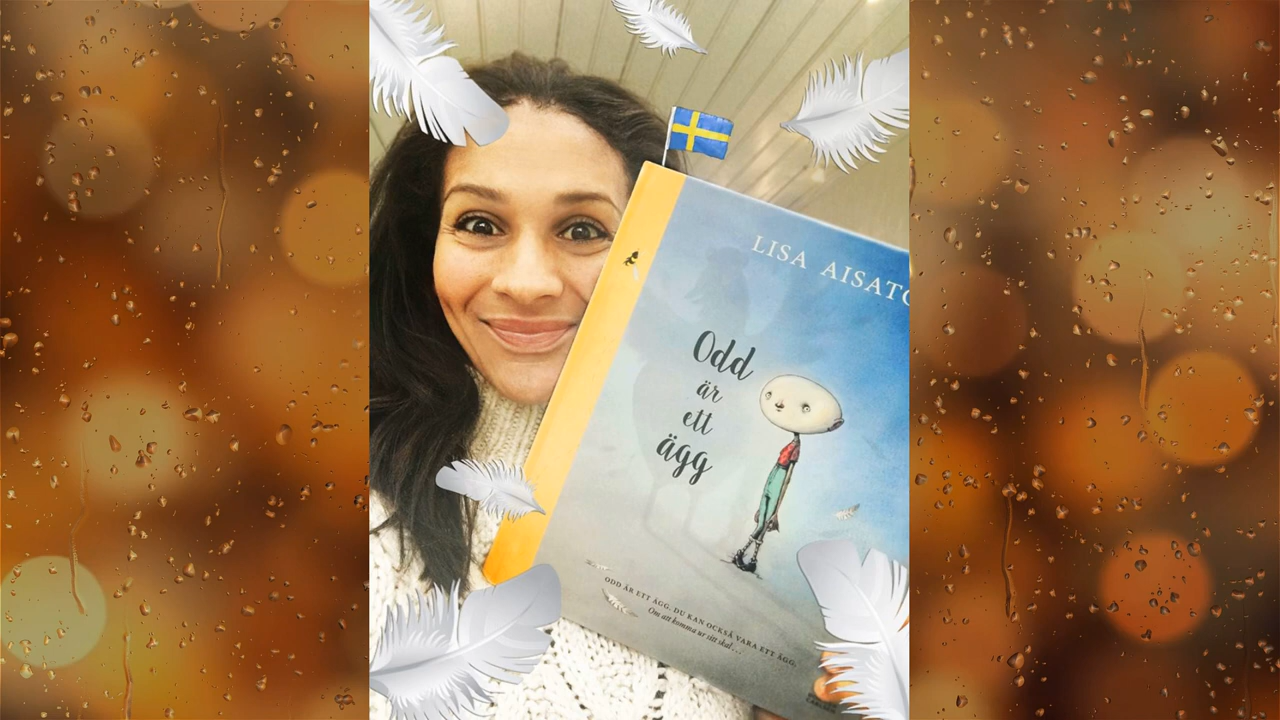 LISA AISATO
Odd
är
ett
ägg
ODD ÄR ETT ÄGG. DU KAN OCKSÅ VARA ETT ÄGG.
Om att komma ur sitt skal...